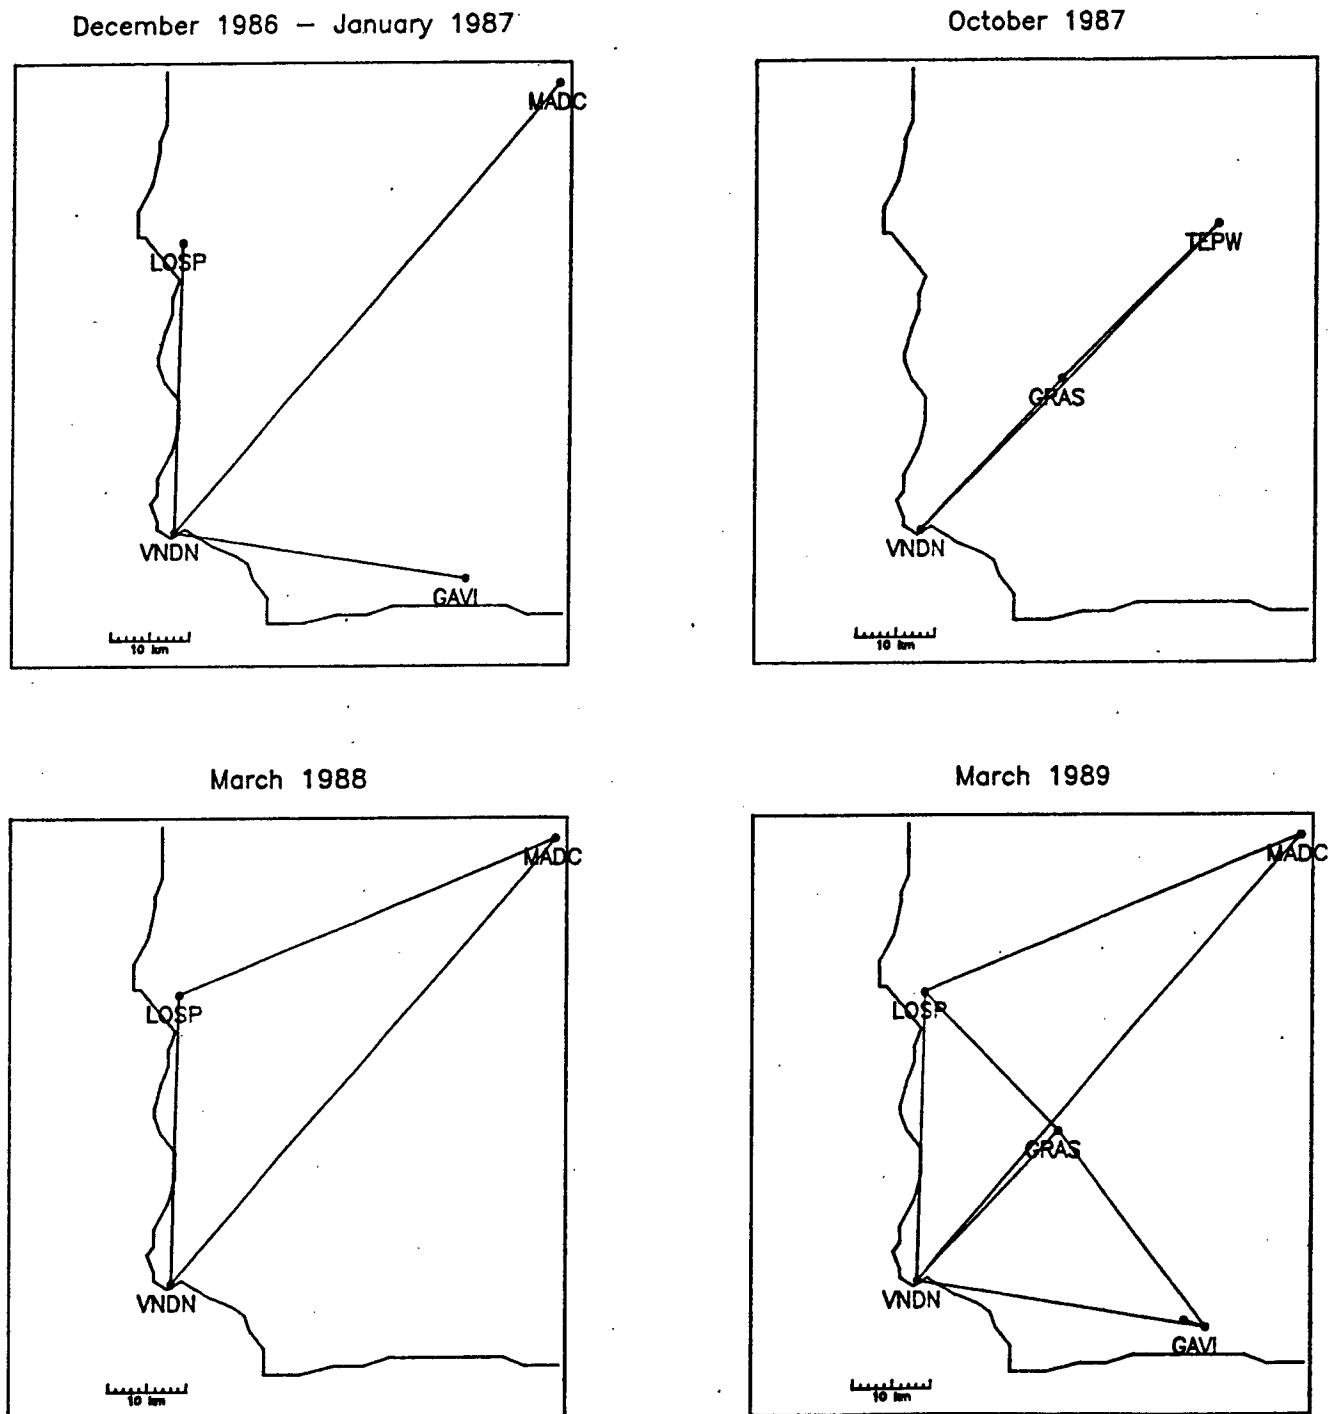 December 1986 – January 1987
MADC
LOSP
VNDN
GAVI
10 km
October 1987
TEPW
GRAS
VNDN
10 km
March 1988
MADC
LOSP
VNDN
10 km
March 1989
MADC
LOSP
GRAS
VNDN
GAVI
10 km